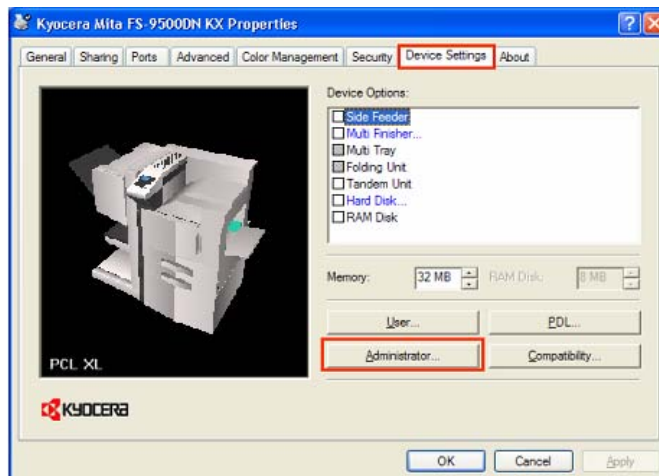 Kyocera Mita FS-9500DN KX Properties
General Sharing Ports Advanced Color Management Security Device Settings About
Device Options:
Side Feeder
Multi Finisher...
Multi Tray
Folding Unit
Tandem Unit
Hard Disk...
RAM Disk
Memory: 32 MB RAM Disk: 8 MB
User... PDL...
Administrator... Compatibility...
PCL XL
KYOCERA
OK Cancel Apply